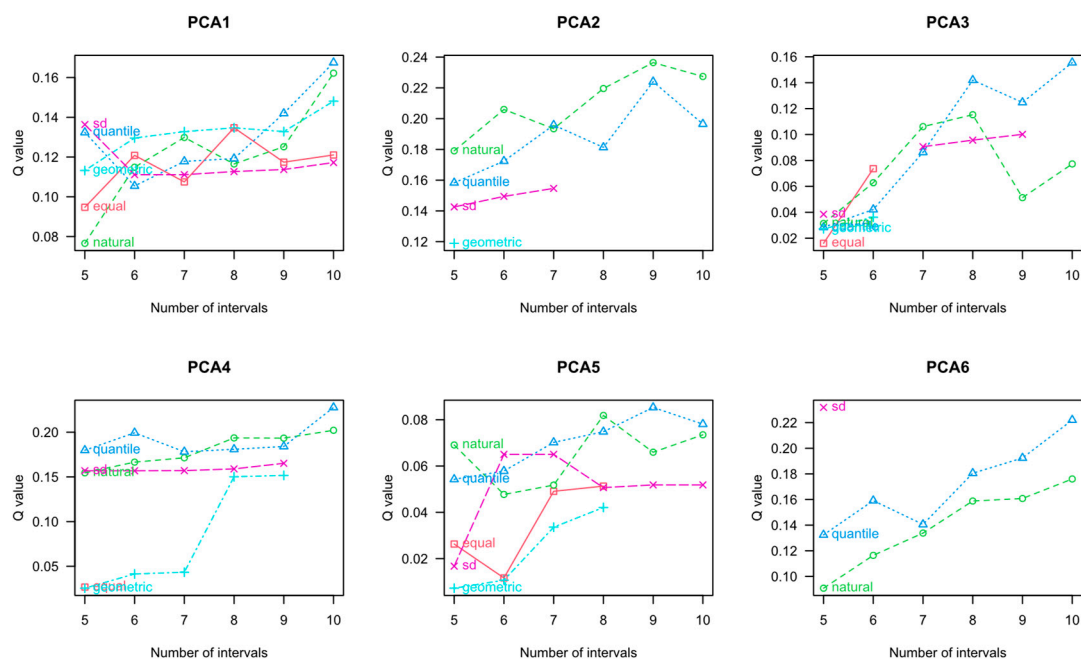 PCA1
Q value
0.16
0.14
0.12
0.10
0.08
sd
quantile
geometric
equal
natural
5 6 7 8 9 10
Number of intervals
PCA2
Q value
0.24
0.22
0.20
0.18
0.16
0.14
0.12
natural
quantile
sd
geometric
5 6 7 8 9 10
Number of intervals
PCA3
Q value
0.16
0.14
0.12
0.10
0.08
0.06
0.04
0.02
sd
natural
quantile
geometric
equal
5 6 7 8 9 10
Number of intervals
PCA4
Q value
0.20
0.15
0.10
0.05
quantile
sd
natural
equal
geometric
5 6 7 8 9 10
Number of intervals
PCA5
Q value
0.08
0.06
0.04
0.02
natural
quantile
equal
sd
geometric
5 6 7 8 9 10
Number of intervals
PCA6
Q value
0.22
0.20
0.18
0.16
0.14
0.12
0.10
sd
quantile
natural
5 6 7 8 9 10
Number of intervals